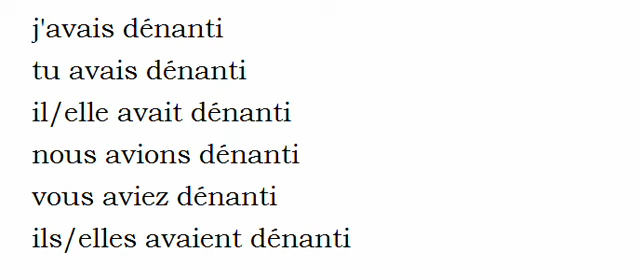 j'avais dénanti
tu avais dénanti
il/elle avait dénanti
nous avions dénanti
vous aviez dénanti
ils/elles avaient dénanti